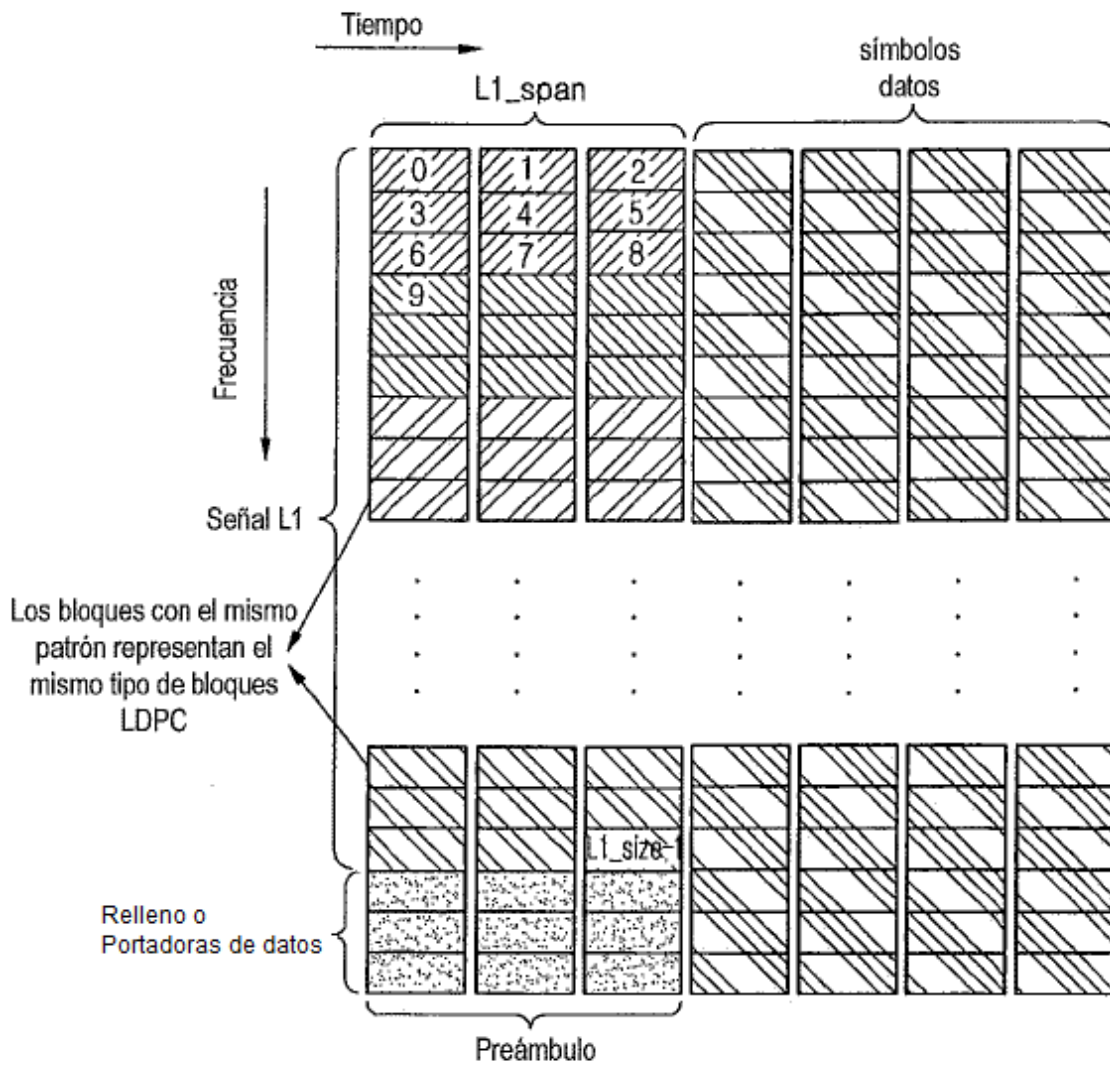 Tiempo
símbolos
datos
L1_span
0 1 2
3 4 5
6 7 8
9
Frecuencia
Señal L1
Los bloques con el mismo
patrón representan el
mismo tipo de bloques
LDPC
L1_size-1
Relleno o
Portadoras de datos
Preámbulo